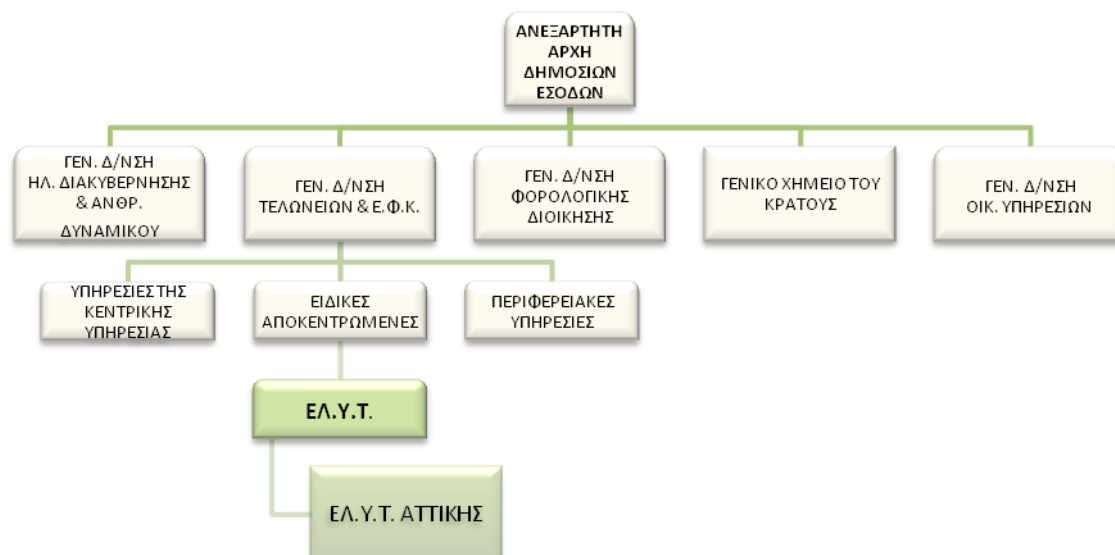 ΑΝΕΞΑΡΤΗΤΗ
ΑΡΧΗ
ΔΗΜΟΣΙΩΝ
ΕΣΟΔΩΝ
ΓΕΝ. Δ/ΝΣΗ
ΗΛ. ΔΙΑΚΥΒΕΡΝΗΣΗΣ
& ΑΝΘΡ.
ΔΥΝΑΜΙΚΟΥ
ΓΕΝ. Δ/ΝΣΗ
ΤΕΛΩΝΕΙΩΝ & Ε.Φ.Κ.
ΓΕΝ. Δ/ΝΣΗ
ΦΟΡΟΛΟΓΙΚΗΣ
ΔΙΟΙΚΗΣΗΣ
ΓΕΝΙΚΟ ΧΗΜΕΙΟ ΤΟΥ
ΚΡΑΤΟΥΣ
ΓΕΝ. Δ/ΝΣΗ
ΟΙΚ. ΥΠΗΡΕΣΙΩΝ
ΥΠΗΡΕΣΙΕΣ ΤΗΣ
ΚΕΝΤΡΙΚΗΣ
ΥΠΗΡΕΣΙΑΣ
ΕΙΔΙΚΕΣ
ΑΠΟΚΕΝΤΡΩΜΕΝΕΣ
ΠΕΡΙΦΕΡΕΙΑΚΕΣ
ΥΠΗΡΕΣΙΕΣ
ΕΛ.Υ.Τ.
ΕΛ.Υ.Τ. ΑΤΤΙΚΗΣ